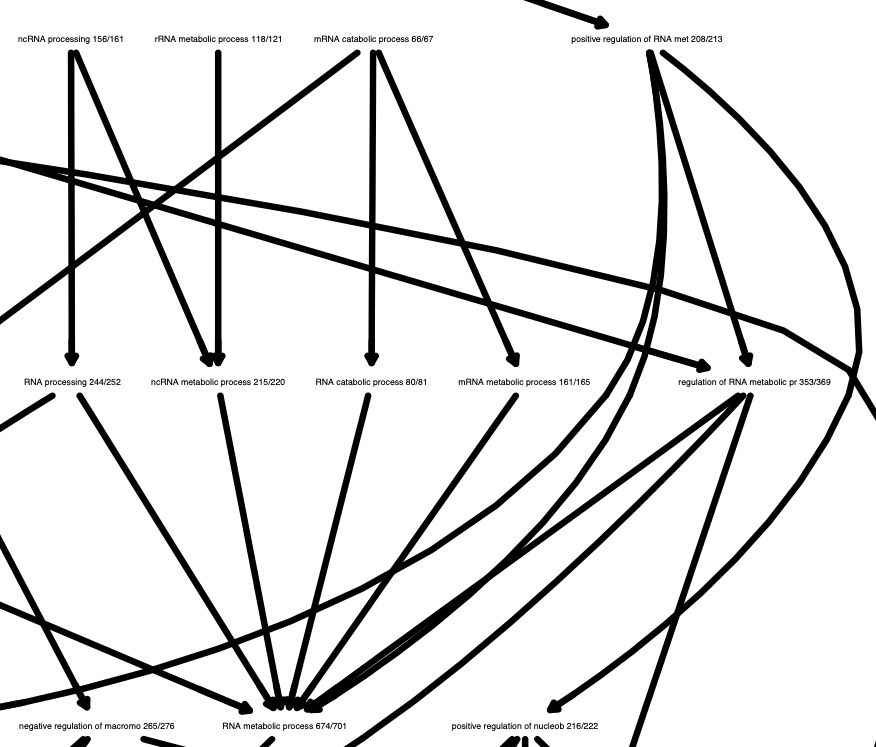 ncRNA processing 156/161
rRNA metabolic process 118/121
mRNA catabolic process 66/67
positive regulation of RNA met 208/213
RNA processing 244/252
ncRNA metabolic process 215/220
RNA catabolic process 80/81
mRNA metabolic process 161/165
regulation of RNA metabolic pr 353/369
negative regulation of macromo 265/276
RNA metabolic process 674/701
positive regulation of nucleob 216/222